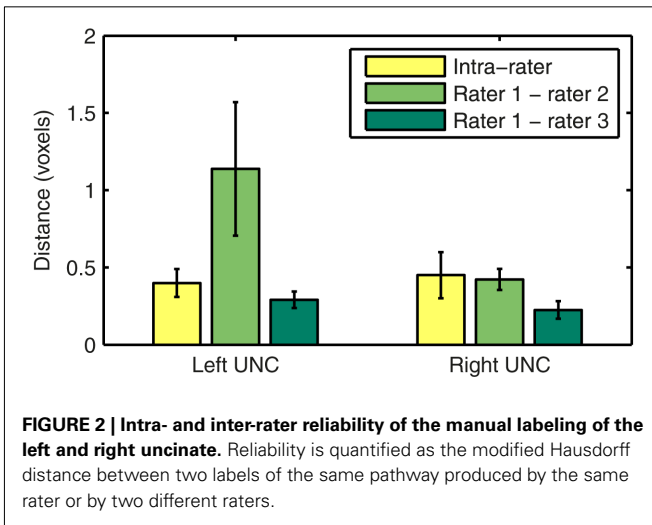 2
1.5
1
0.5
0
Distance (voxels)
Intra−rater
Rater 1 − rater 2
Rater 1 − rater 3
Left UNC
Right UNC
FIGURE 2 | Intra- and inter-rater reliability of the manual labeling of the
left and right uncinate. Reliability is quantified as the modified Hausdorff
distance between two labels of the same pathway produced by the same
rater or by two different raters.